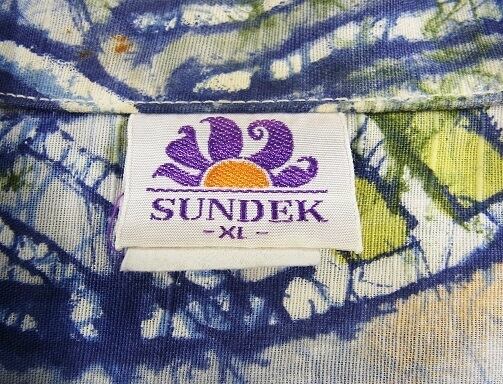 SUNDEK
- XL -